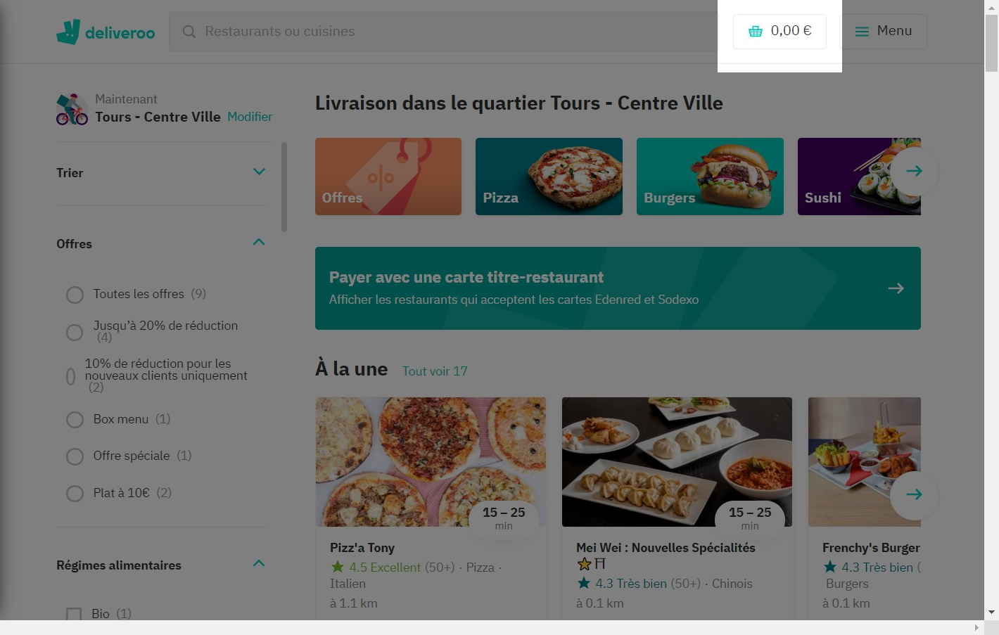 deliveroo
Restaurants ou cuisines
0,00 €
Menu
Maintenant
Tours - Centre Ville Modifier
Trier
Offres
Toutes les offres (9)
Jusqu'à 20% de réduction
(4)
10% de réduction pour les
nouveaux clients uniquement
(2)
Box menu (1)
Offre spéciale (1)
Plat à 10€ (2)
Régimes alimentaires
Bio (1)
Livraison dans le quartier Tours - Centre Ville
Offres
Pizza
Burgers
Sushi
Payer avec une carte titre-restaurant
Afficher les restaurants qui acceptent les cartes Edenred et Sodexo
À la une Tout voir 17
15 – 25
min
Pizz'a Tony
4.5 Excellent (50+) · Pizza ·
Italien
à 1.1 km
15 – 25
min
Mei Wei : Nouvelles Spécialités
4.3 Très bien (50+) · Chinois
à 0.1 km
Frenchy's Burger
4.3 Très bien (
Burgers
à 0.1 km